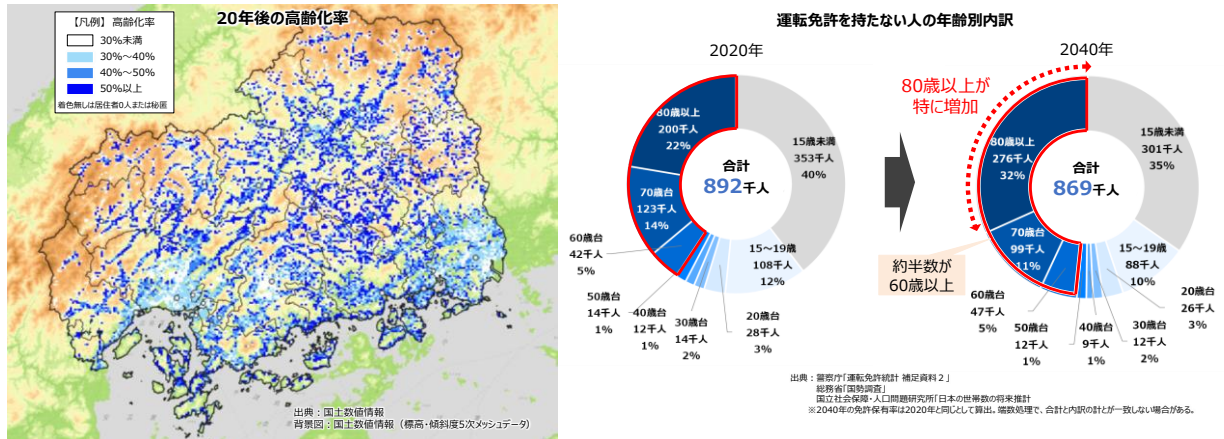 20年後の高齢化率
【凡例】高齢化率
30%未満
30%～40%
40%～50%
50%以上
着色無しは居住者0人または秘匿
出典：国土数値情報
背景図：国土数値情報（標高・傾斜度5次メッシュデータ）
運転免許を持たない人の年齢別内訳
2020年
80歳以上
200千人
22%
15歳未満
353千人
40%
合計
892千人
70歳台
123千人
14%
60歳台
42千人
5%
15～19歳
108千人
12%
50歳台
14千人
1%
40歳台
12千人
1%
30歳台
14千人
2%
20歳台
28千人
3%
2040年
80歳以上が
特に増加
80歳以上
276千人
32%
15歳未満
301千人
35%
合計
869千人
70歳台
99千人
11%
約半数が
60歳以上
15～19歳
88千人
10%
60歳台
47千人
5%
50歳台
12千人
1%
40歳台
9千人
1%
30歳台
12千人
2%
20歳台
26千人
3%
出典：警察庁「運転免許統計 補足資料２」
総務省「国勢調査」
国立社会保障・人口問題研究所「日本の世帯数の将来推計
※2040年の免許保有率は2020年と同じとして算出。端数処理で、合計と内訳の計とが一致しない場合がある。